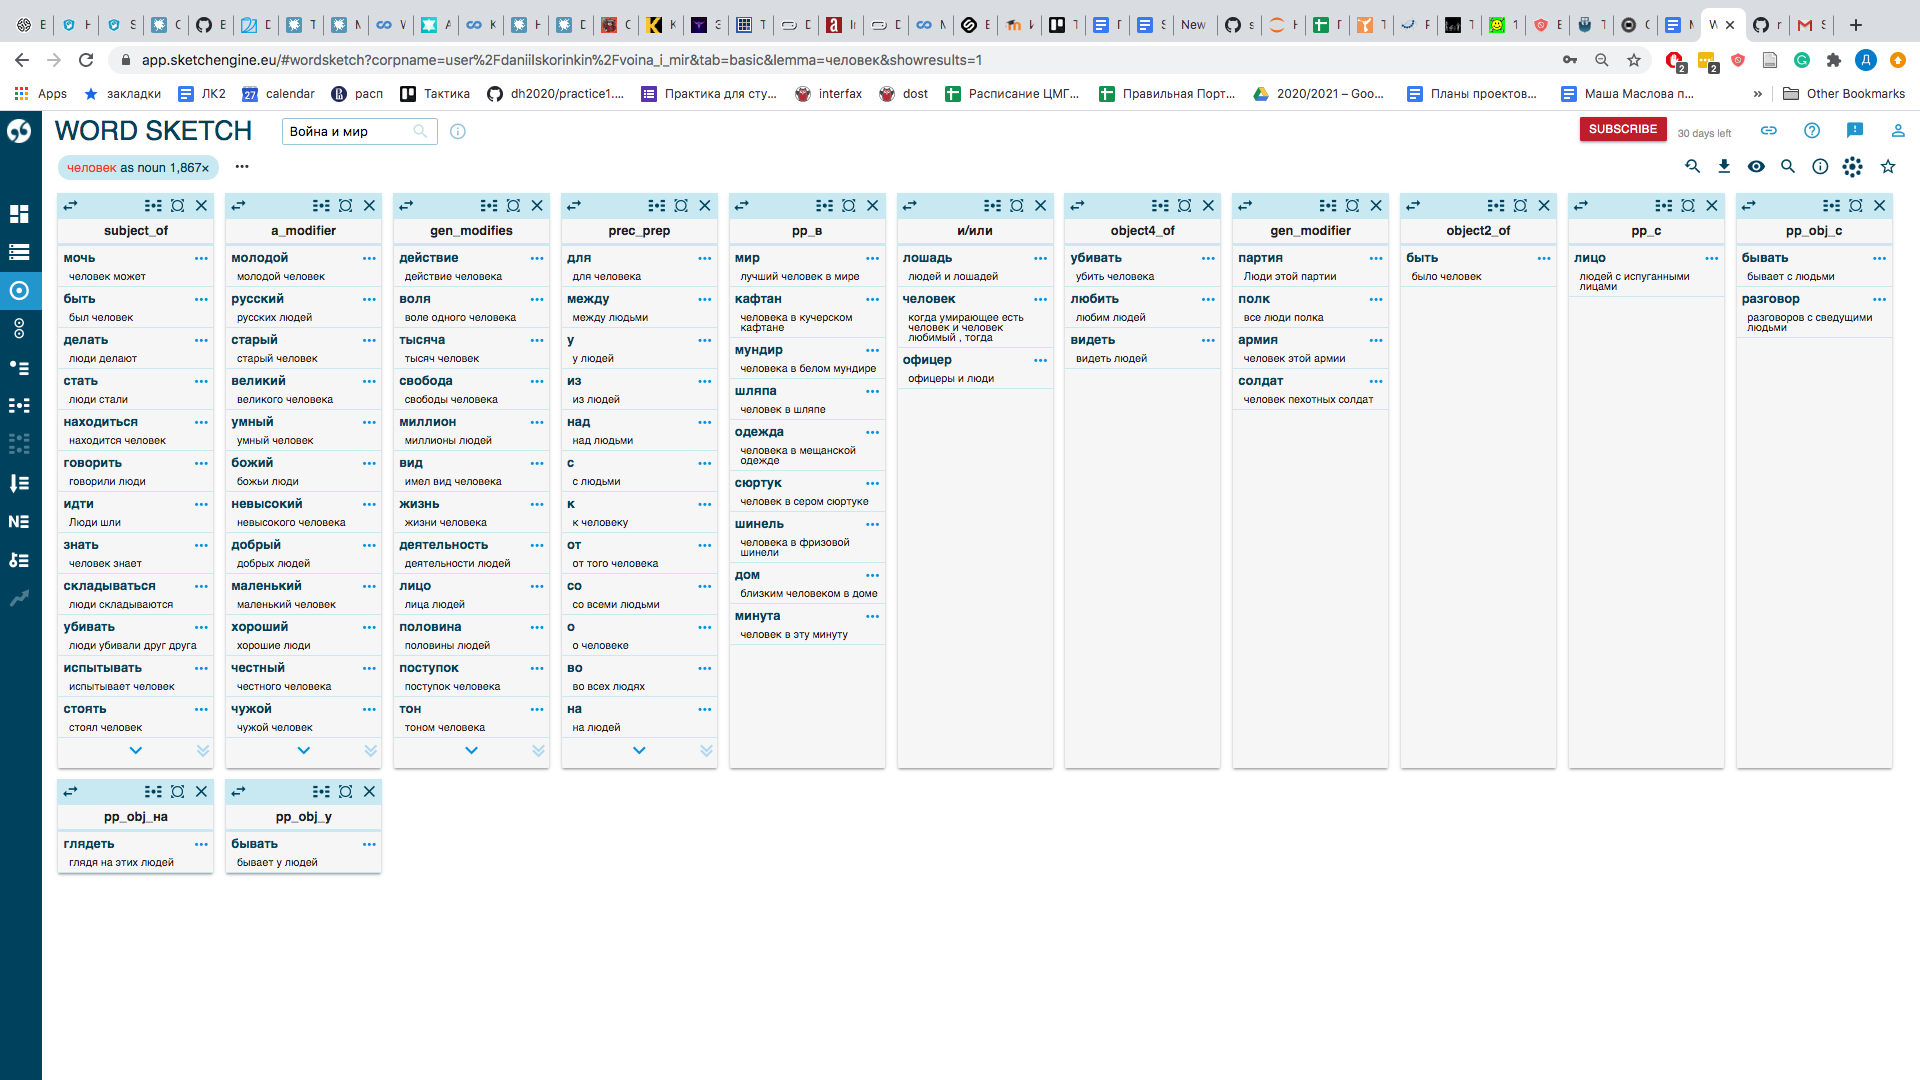 New
app.sketchengine.eu/#wordsketch?corpname=user%2Fdaniilskorinkin%2Fvoina_i_mir&tab=basic&lemma=человек&showresults=1
2
2
Apps
закладки
ЛК2
calendar
расп
Тактика
dh2020/practice1....
Практика для сту...
interfax
dost
Расписание ЦМГ...
Правильная Порт...
2020/2021 – Goo...
Планы проектов...
Маша Маслова п...
»
Other Bookmarks
WORD SKETCH
Война и мир
SUBSCRIBE
30 days left
человек as noun 1,867×
subject_of
мочь
человек может
быть
был человек
делать
люди делают
стать
люди стали
находиться
находится человек
говорить
говорили люди
идти
Люди шли
знать
человек знает
складываться
люди складываются
убивать
люди убивали друг друга
испытывать
испытывает человек
стоять
стоял человек
a_modifier
молодой
молодой человек
русский
русских людей
старый
старый человек
великий
великого человека
умный
умный человек
божий
божьи люди
невысокий
невысокого человека
добрый
добрых людей
маленький
маленький человек
хороший
хорошие люди
честный
честного человека
чужой
чужой человек
gen_modifies
действие
действие человека
воля
воле одного человека
тысяча
тысяч человек
свобода
свободы человека
миллион
миллионы людей
вид
имел вид человека
жизнь
жизни человека
деятельность
деятельности людей
лицо
лица людей
половина
половины людей
поступок
поступок человека
тон
тоном человека
prec_prep
для
для человека
между
между людьми
у
у людей
из
из людей
над
над людьми
с
с людьми
к
к человеку
от
от того человека
со
со всеми людьми
о
о человеке
во
во всех людях
на
на людей
pp_в
мир
лучший человек в мире
кафтан
человека в кучерском
кафтане
мундир
человека в белом мундире
шляпа
человек в шляпе
одежда
человека в мещанской
одежде
сюртук
человек в сером сюртуке
шинель
человека в фризовой
шинели
дом
близким человеком в доме
минута
человек в эту минуту
и/или
лошадь
людей и лошадей
человек
когда умирающее есть
человек и человек
любимый , тогда
офицер
офицеры и люди
object4_of
убивать
убить человека
любить
любим людей
видеть
видеть людей
gen_modifier
партия
Люди этой партии
полк
все люди полка
армия
человек этой армии
солдат
человек пехотных солдат
object2_of
быть
было человек
pp_с
лицо
людей с испуганными
лицами
pp_obj_с
бывать
бывает с людьми
разговор
разговоров с сведущими
людьми
pp_obj_на
глядеть
глядя на этих людей
pp_obj_у
бывать
бывает у людей